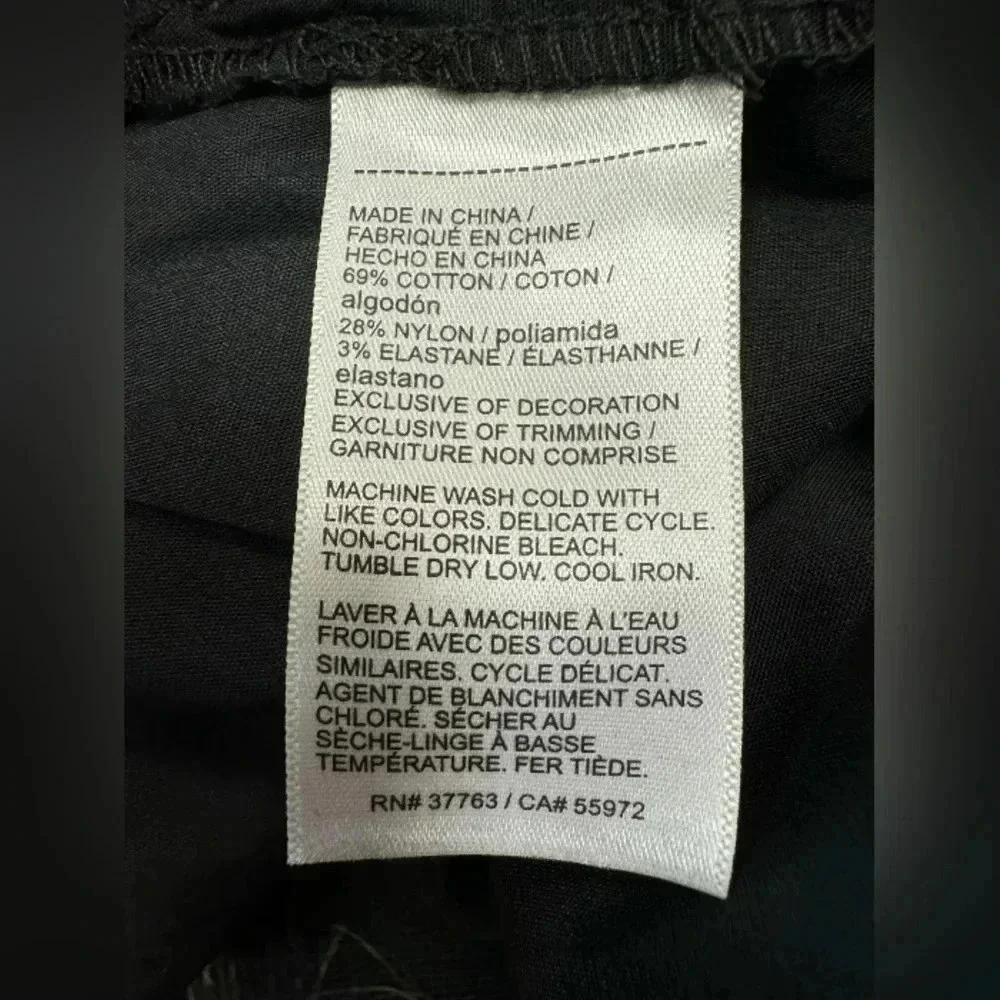 MADE IN CHINA /
FABRIQUÉ EN CHINE /
HECHO EN CHINA
69% COTTON / COTON /
algodón
28% NYLON / poliamida
3% ELASTANE / ÉLASTHANNE /
elastano
EXCLUSIVE OF DECORATION
EXCLUSIVE OF TRIMMING /
GARNITURE NON COMPRISE
MACHINE WASH COLD WITH
LIKE COLORS. DELICATE CYCLE.
NON-CHLORINE BLEACH.
TUMBLE DRY LOW. COOL IRON.
LAVER À LA MACHINE À L'EAU
FROIDE AVEC DES COULEURS
SIMILAIRES. CYCLE DÉLICAT.
AGENT DE BLANCHIMENT SANS
CHLORÉ. SÉCHER AU
SÈCHE-LINGE À BASSE
TEMPÉRATURE. FER TIÈDE.
RN# 37763 / CA# 55972